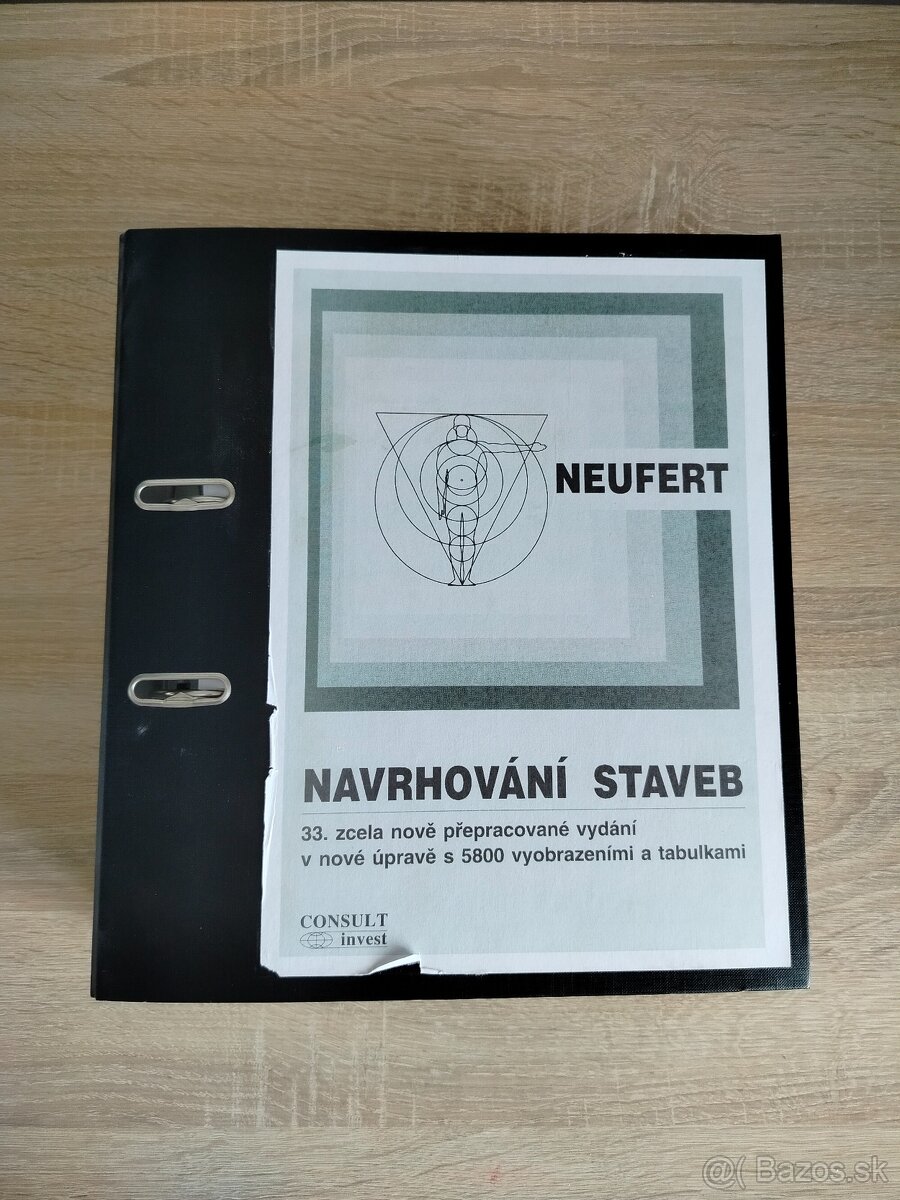 NEUFERT
NAVRHOVÁNÍ STAVEB
33. zcela nově přepracované vydání
v nové úpravě s 5800 vyobrazeními a tabulkami
CONSULT
invest
@( Bazos.sk